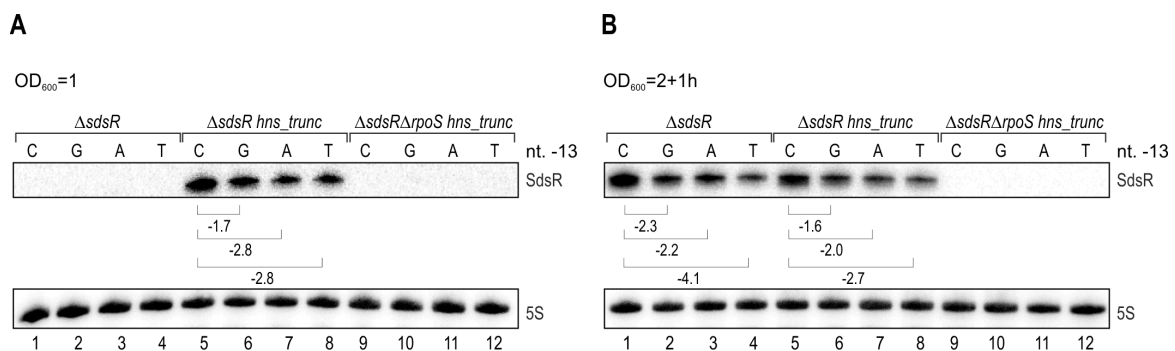 A
OD600=1
ΔsdsR ΔsdsR hns_trunc ΔsdsRΔrpoS hns_trunc
C G A T C G A T C G A T nt. -13
SdsR
-1.7
-2.8
-2.8
5S
1 2 3 4 5 6 7 8 9 10 11 12
B
OD600=2+1h
ΔsdsR ΔsdsR hns_trunc ΔsdsRΔrpoS hns_trunc
C G A T C G A T C G A T nt. -13
SdsR
-2.3 -1.6
-2.2 -2.0
-4.1 -2.7
5S
1 2 3 4 5 6 7 8 9 10 11 12